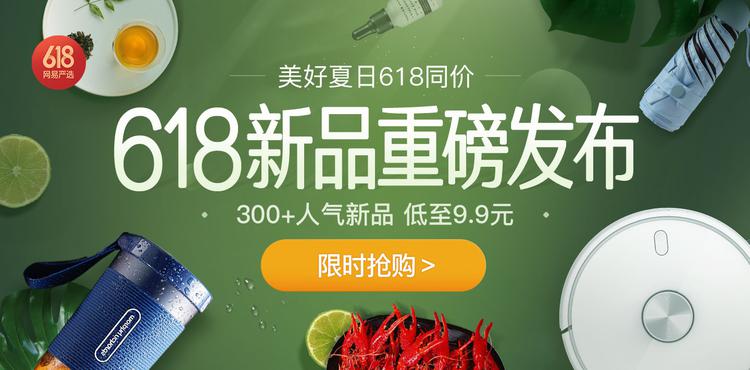 618
网易严选
美好夏日618同价
618新品重磅发布
300+人气新品 低至9.9元
限时抢购 >